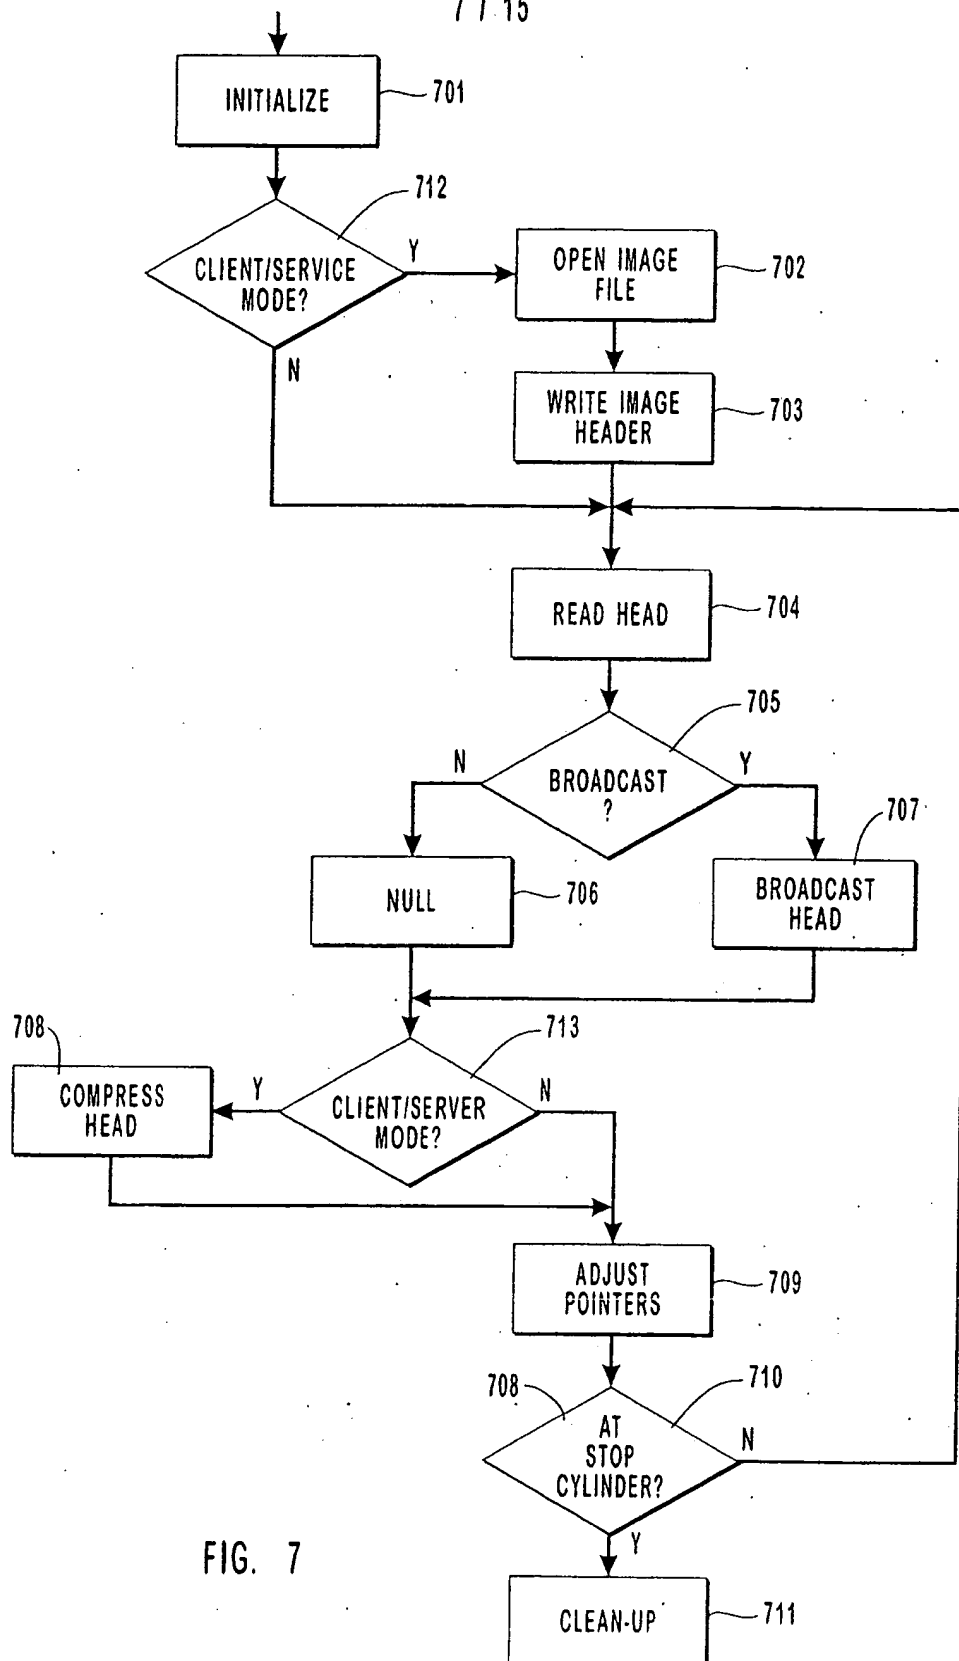 7 / 15
INITIALIZE
701
712
CLIENT/SERVICE
MODE?
Y
N
OPEN IMAGE
FILE
702
WRITE IMAGE
HEADER
703
READ HEAD
704
705
BROADCAST
?
N
Y
NULL
706
707
BROADCAST
HEAD
708
COMPRESS
HEAD
713
CLIENT/SERVER
MODE?
Y
N
ADJUST
POINTERS
709
708
710
AT
STOP
CYLINDER?
N
Y
CLEAN-UP
711
FIG. 7